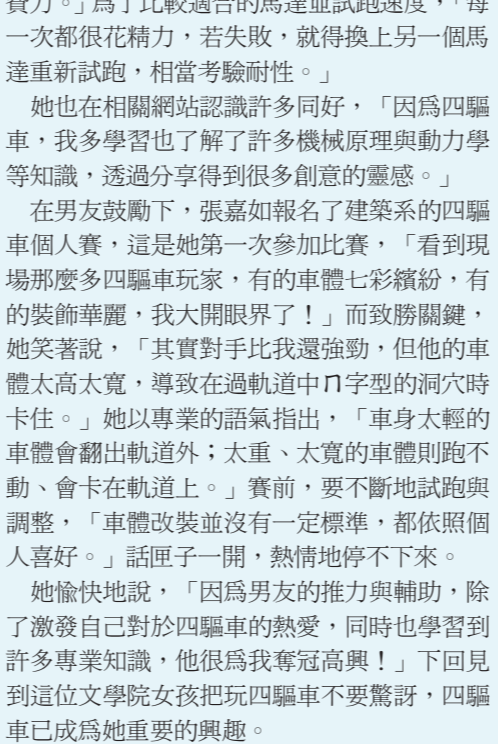 費力。」為了比較適合的馬達並試跑速度，「每
一次都很花精力，若失敗，就得換上另一個馬
達重新試跑，相當考驗耐性。」
她也在相關網站認識許多同好，「因為四驅
車，我多學習也了解了許多機械原理與動力學
等知識，透過分享得到很多創意的靈感。」
在男友鼓勵下，張嘉如報名了建築系的四驅
車個人賽，這是她第一次參加比賽，「看到現
場那麼多四驅車玩家，有的車體七彩繽紛，有
的裝飾華麗，我大開眼界了！」而致勝關鍵，
她笑著說，「其實對手比我還強勁，但他的車
體太高太寬，導致在過軌道中ㄇ字型的洞穴時
卡住。」她以專業的語氣指出，「車身太輕的
車體會翻出軌道外；太重、太寬的車體則跑不
動、會卡在軌道上。」賽前，要不斷地試跑與
調整，「車體改裝並沒有一定標準，都依照個
人喜好。」話匣子一開，熱情地停不下來。
她愉快地說，「因為男友的推力與輔助，除
了激發自己對於四驅車的熱愛，同時也學習到
許多專業知識，他很為我奪冠高興！」下回見
到這位文學院女孩把玩四驅車不要驚訝，四驅
車已成為她重要的興趣。